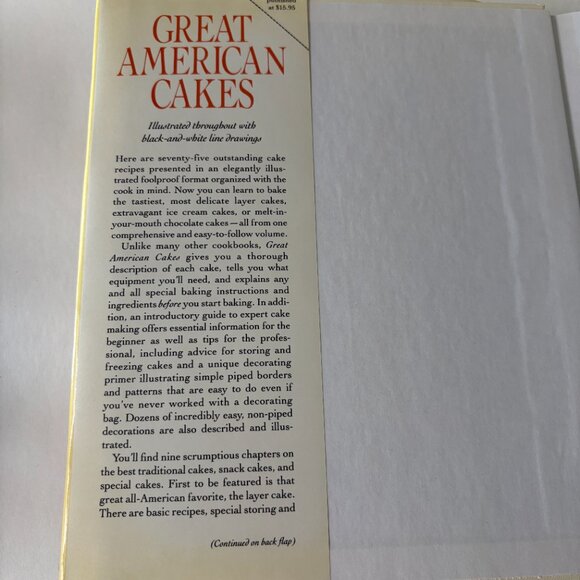 published
at $15.95
GREAT
AMERICAN
CAKES
Illustrated throughout with
black-and-white line drawings
Here are seventy-five outstanding cake
recipes presented in an elegantly illus-
trated foolproof format organized with the
cook in mind. Now you can learn to bake
the tastiest, most delicate layer cakes,
extravagant ice cream cakes, or melt-in-
your-mouth chocolate cakes—all from one
comprehensive and easy-to-follow volume.
Unlike many other cookbooks, Great
American Cakes gives you a thorough
description of each cake, tells you what
equipment you'll need, and explains any
and all special baking instructions and
ingredients before you start baking. In addi-
tion, an introductory guide to expert cake
making offers essential information for the
beginner as well as tips for the profes-
sional, including advice for storing and
freezing cakes and a unique decorating
primer illustrating simple piped borders
and patterns that are easy to do even if
you've never worked with a decorating
bag. Dozens of incredibly easy, non-piped
decorations are also described and illus-
trated.
You'll find nine scrumptious chapters on
the best traditional cakes, snack cakes, and
special cakes. First to be featured is that
great all-American favorite, the layer cake.
There are basic recipes, special storing and
(Continued on back flap)